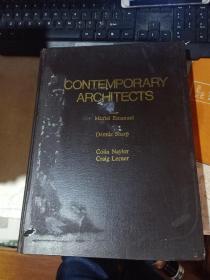 CONTEMPORARY
ARCHITECTS
Muriel Emanuel
Dennis Sharp
Colin Naylor
Craig Lerner